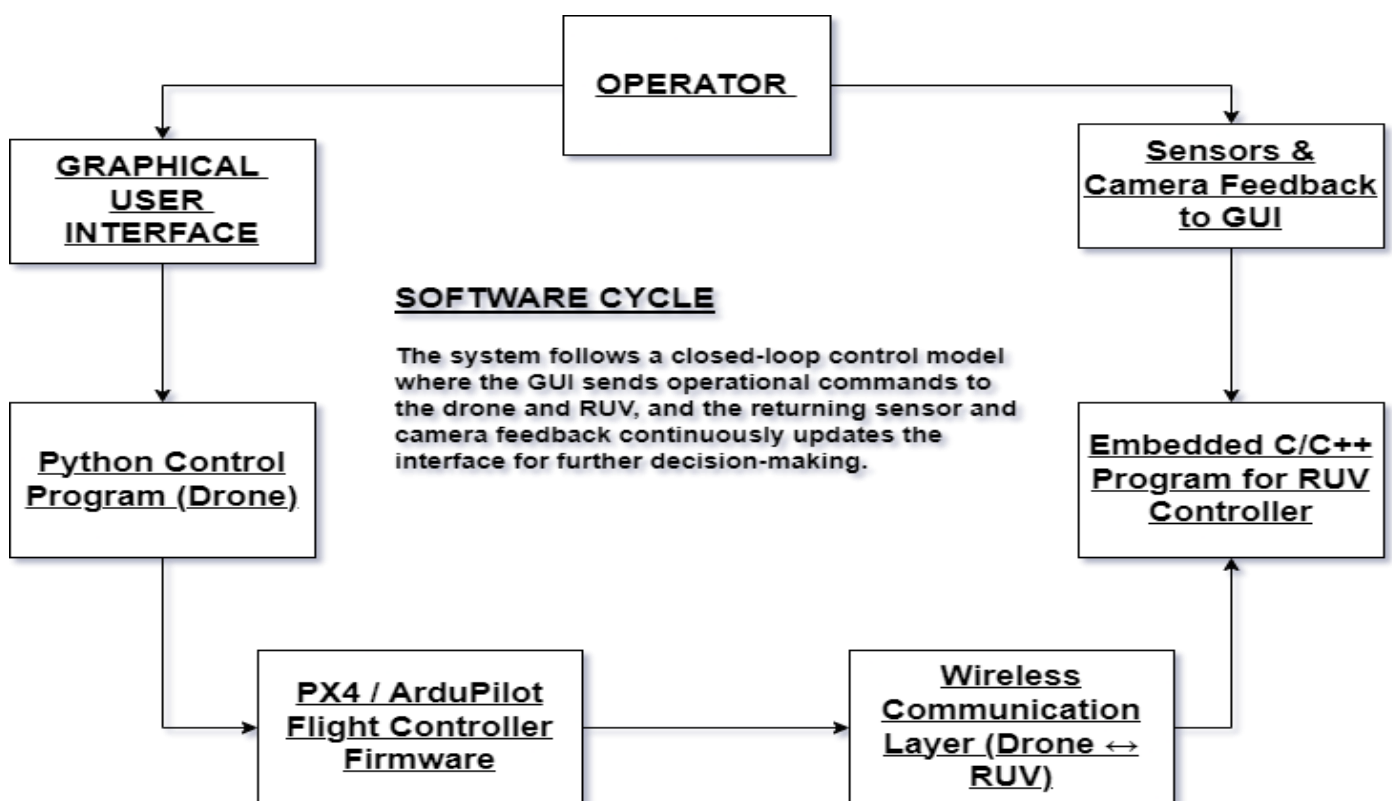 OPERATOR
GRAPHICAL
USER
INTERFACE
Sensors &
Camera Feedback
to GUI
SOFTWARE CYCLE
The system follows a closed-loop control model
where the GUI sends operational commands to
the drone and RUV, and the returning sensor and
camera feedback continuously updates the
interface for further decision-making.
Python Control
Program (Drone)
Embedded C/C++
Program for RUV
Controller
PX4 / ArduPilot
Flight Controller
Firmware
Wireless
Communication
Layer (Drone ↔
RUV)